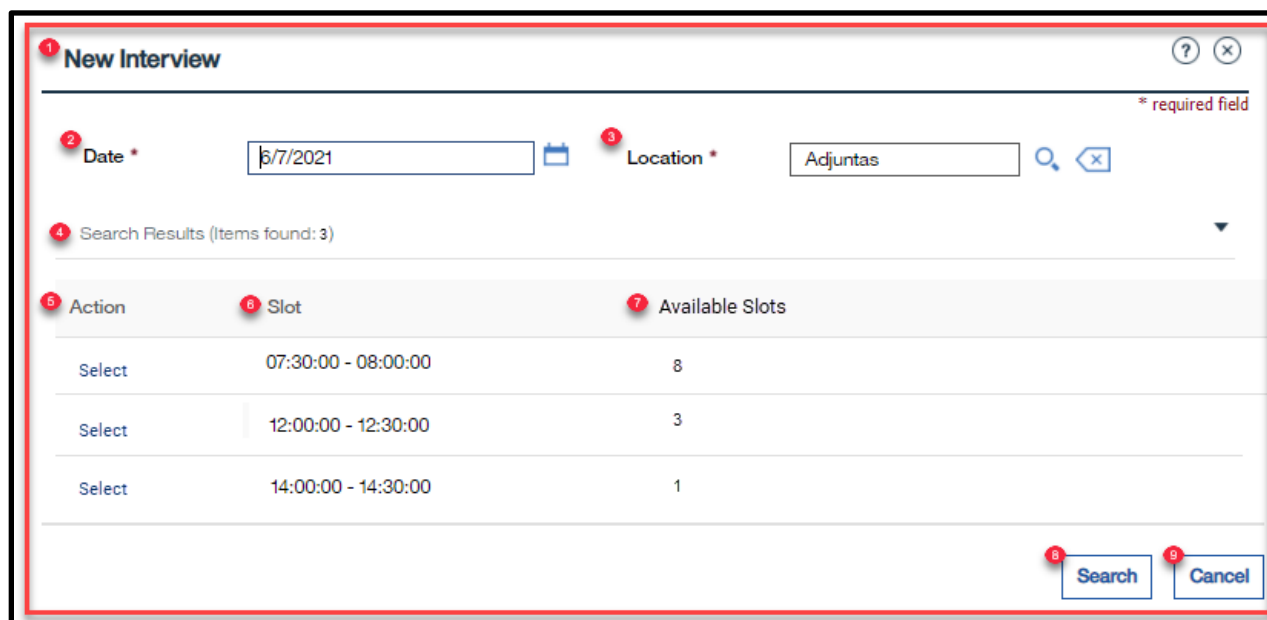 1 New Interview ?
* required field
2 Date * 6/7/2021 3 Location * Adjuntas
4 Search Results (Items found: 3)
5 Action 6 Slot 7 Available Slots
Select 07:30:00 - 08:00:00 8
Select 12:00:00 - 12:30:00 3
Select 14:00:00 - 14:30:00 1
8 Search 9 Cancel